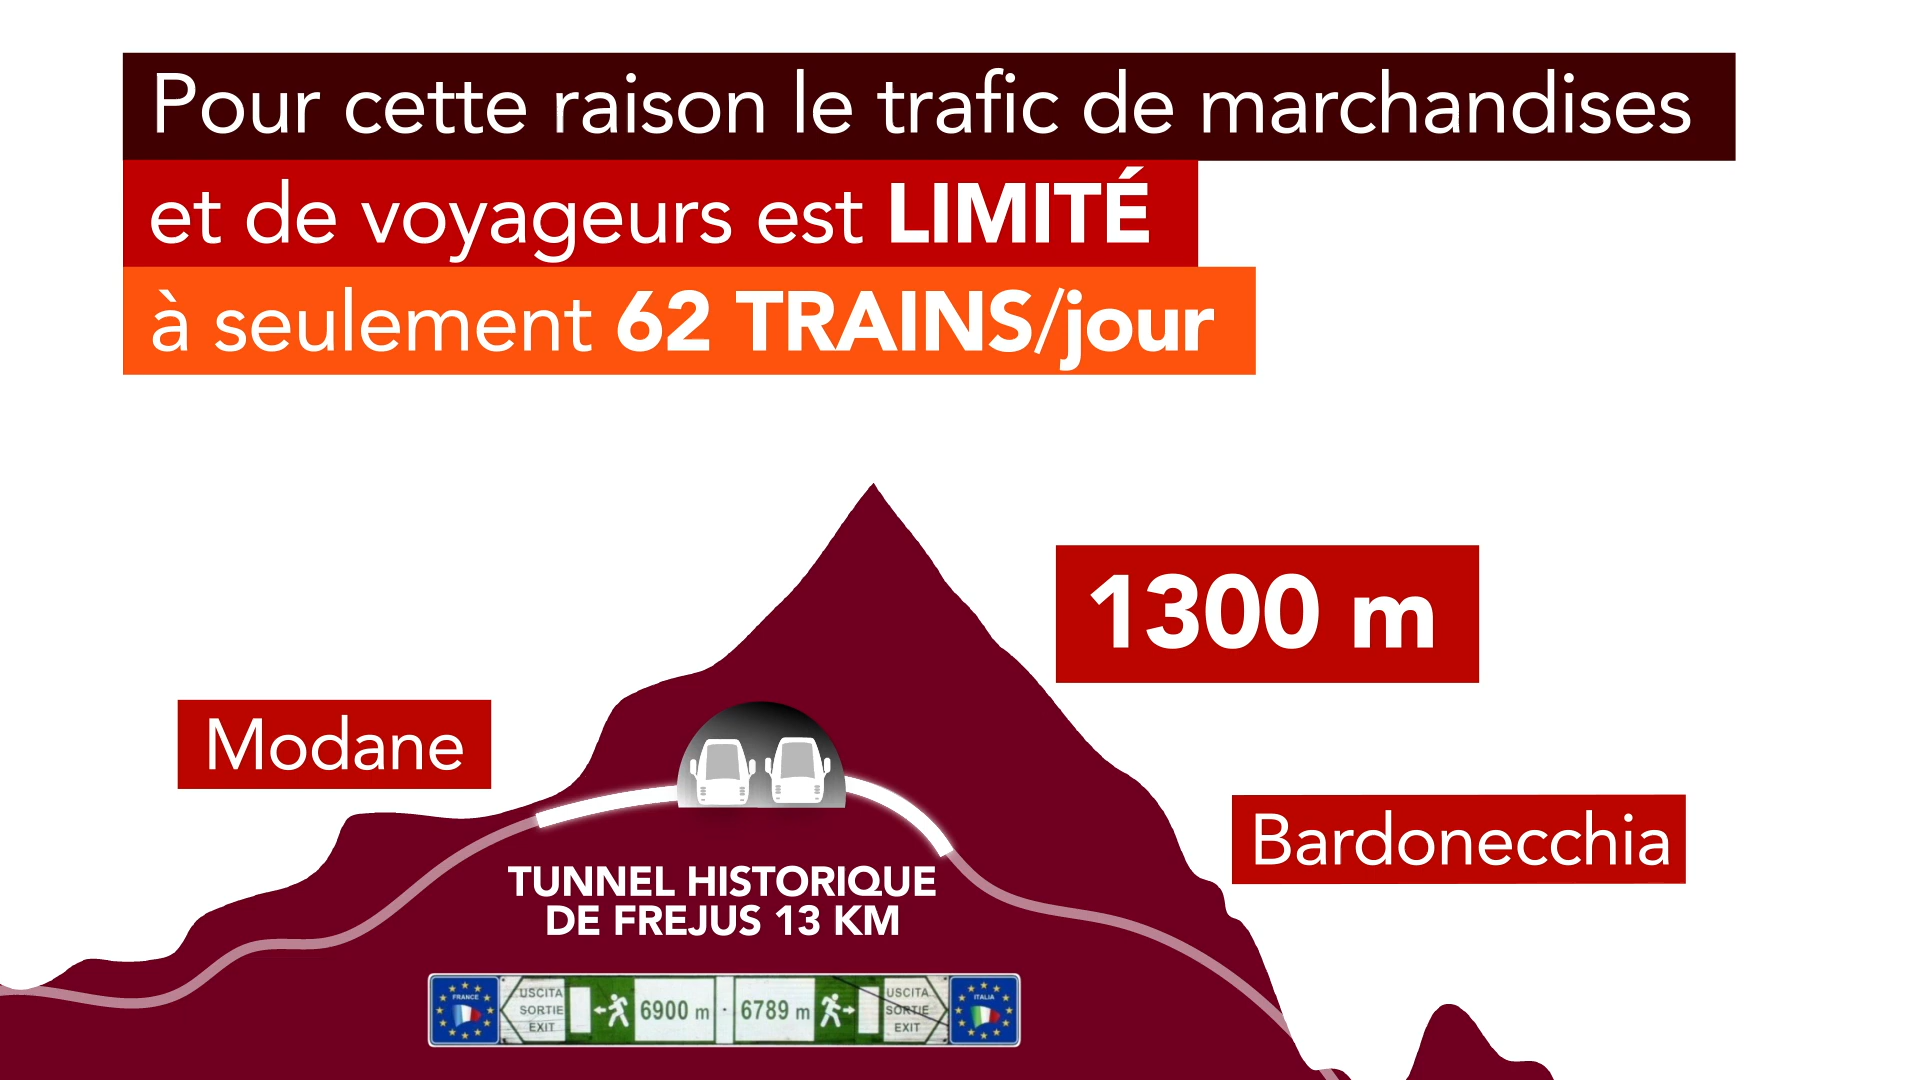 Pour cette raison le trafic de marchandises
et de voyageurs est LIMITÉ
à seulement 62 TRAINS/jour
1300 m
Modane
Bardonecchia
TUNNEL HISTORIQUE
DE FREJUS 13 KM
FRANCE
USCITA
SORTIE
EXIT
6900 m · 6789 m
USCITA
SORTIE
EXIT
ITALIA